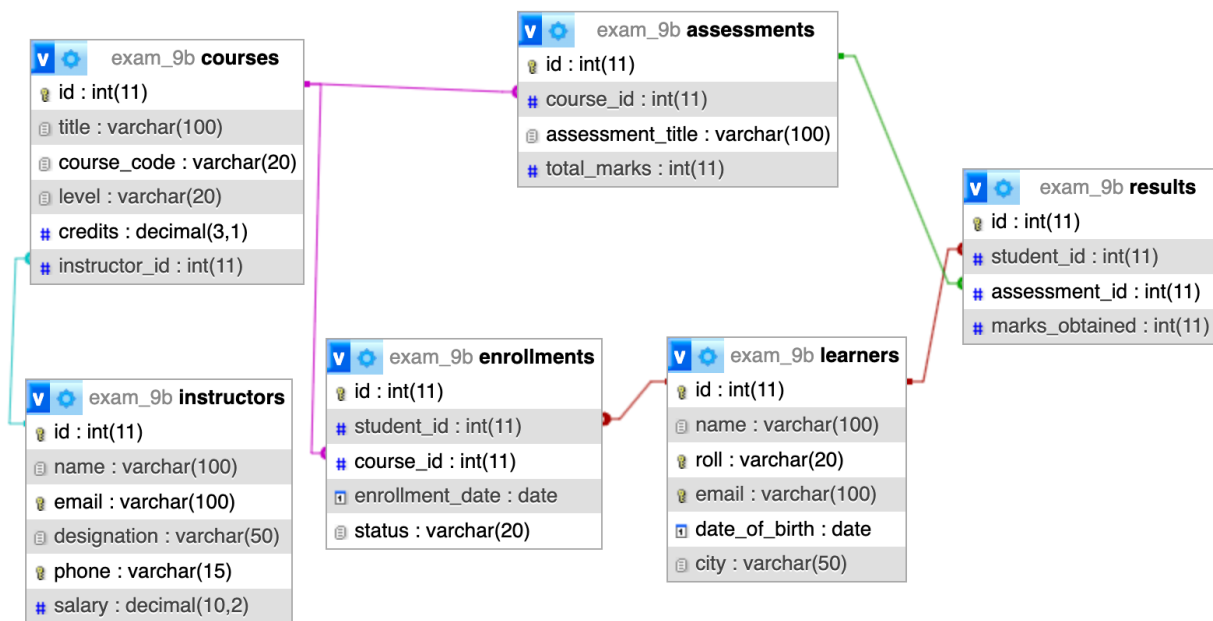 exam_9b courses
id : int(11)
title : varchar(100)
course_code : varchar(20)
level : varchar(20)
credits : decimal(3,1)
instructor_id : int(11)
exam_9b assessments
id : int(11)
course_id : int(11)
assessment_title : varchar(100)
total_marks : int(11)
exam_9b results
id : int(11)
student_id : int(11)
assessment_id : int(11)
marks_obtained : int(11)
exam_9b instructors
id : int(11)
name : varchar(100)
email : varchar(100)
designation : varchar(50)
phone : varchar(15)
salary : decimal(10,2)
exam_9b enrollments
id : int(11)
student_id : int(11)
course_id : int(11)
enrollment_date : date
status : varchar(20)
exam_9b learners
id : int(11)
name : varchar(100)
roll : varchar(20)
email : varchar(100)
date_of_birth : date
city : varchar(50)